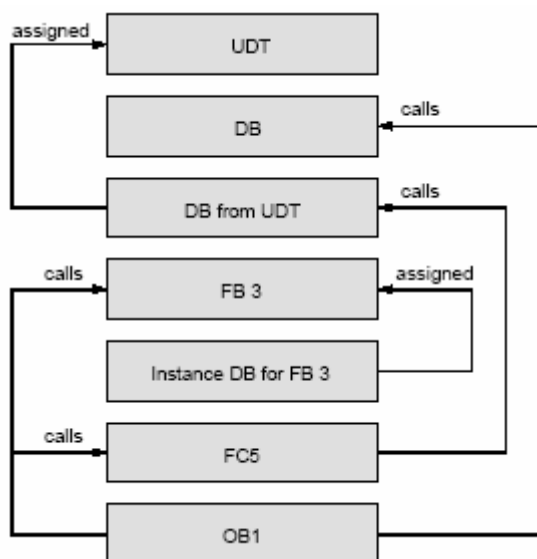 assigned
UDT
calls
DB
calls
DB from UDT
calls
assigned
FB 3
Instance DB for FB 3
calls
FC5
OB1